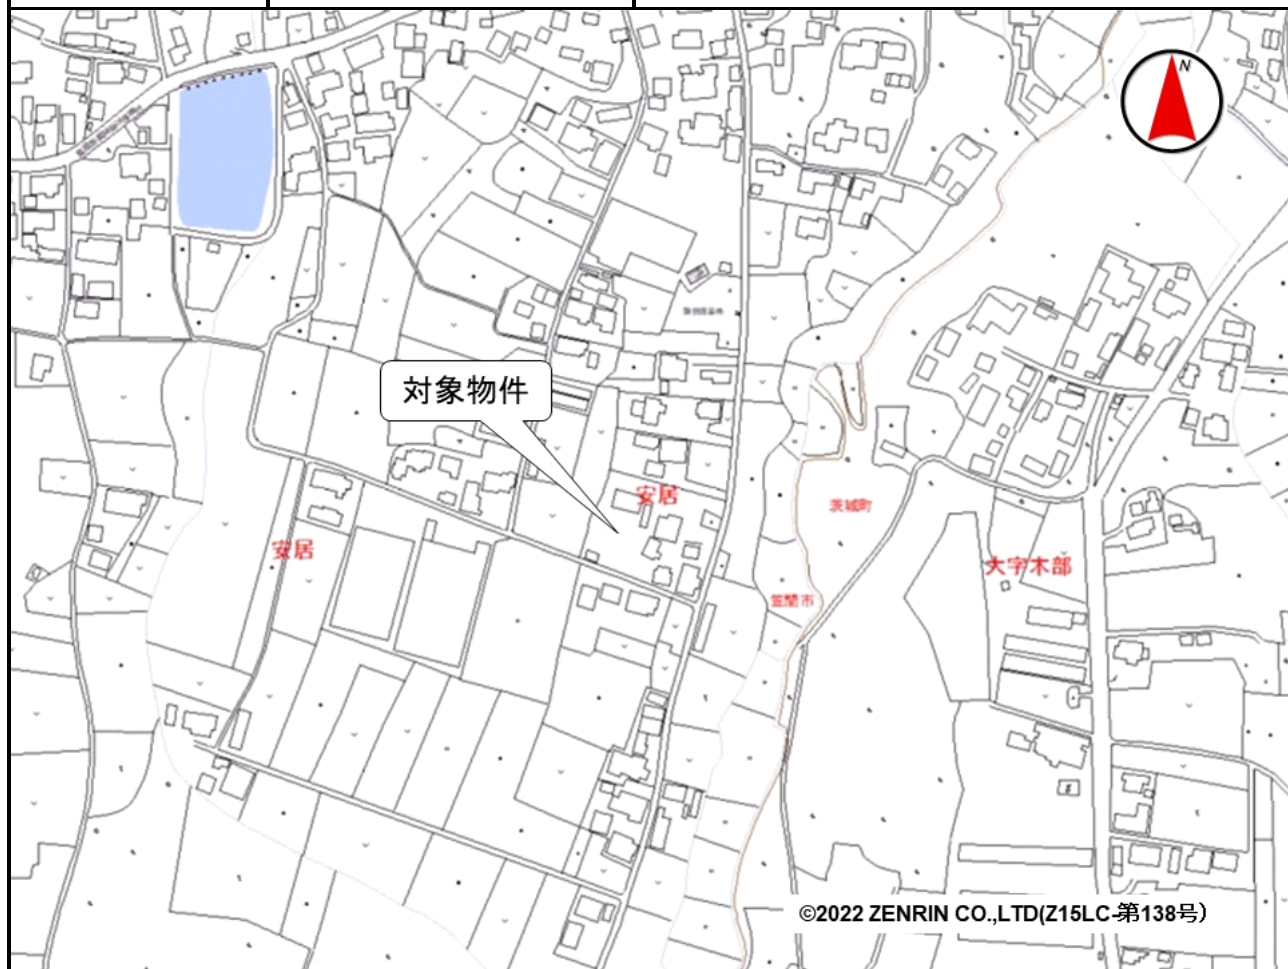 N
対象物件
安居
茨城町
安居
大字木部
笠間市
©2022 ZENRIN CO.,LTD(Z15LC-第138号)